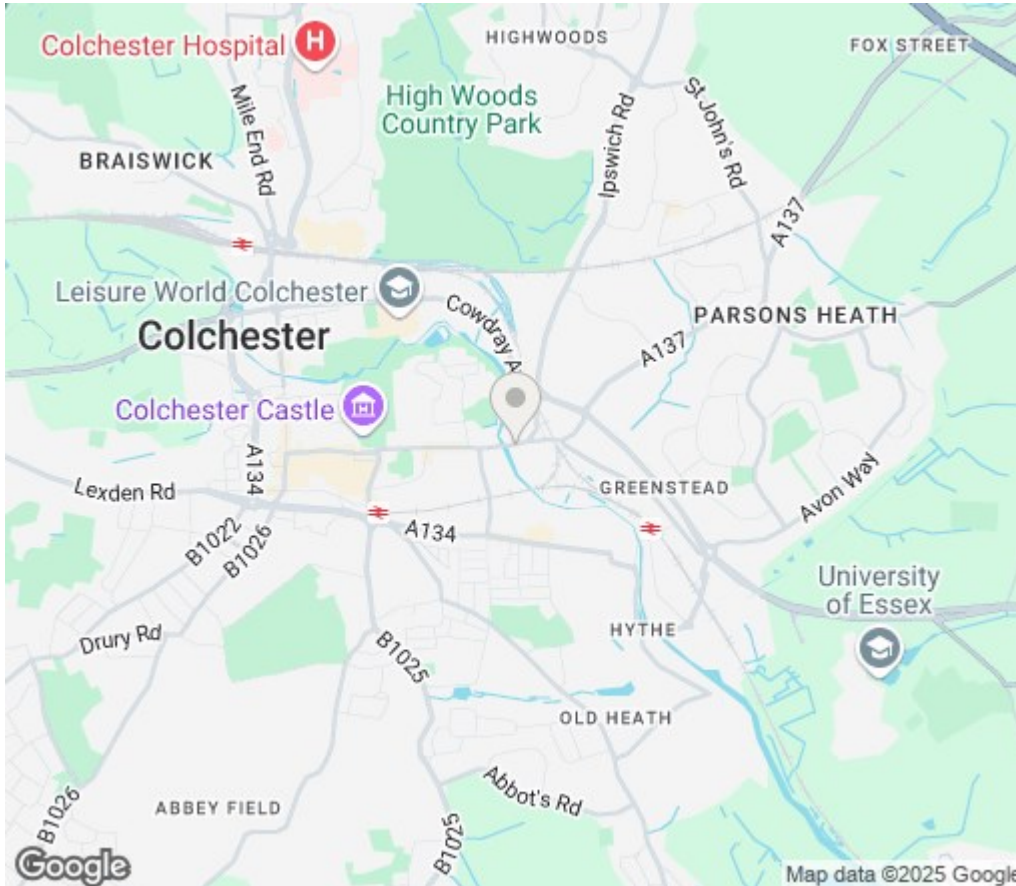 Colchester Hospital
H
HIGHWOODS
FOX STREET
Mile End Rd
High Woods
Country Park
Ipswich Rd
St John's Rd
BRAISWICK
A137
Leisure World Colchester
Cowdray A
Colchester
PARSONS HEATH
A137
Colchester Castle
A134
Lexden Rd
GREENSTEAD
Avon Way
B1022
B1026
A134
University
of Essex
Drury Rd
HYTHE
B1025
OLD HEATH
Abbot's Rd
B1026
ABBEY FIELD
B1025
Google
Map data ©2025 Google